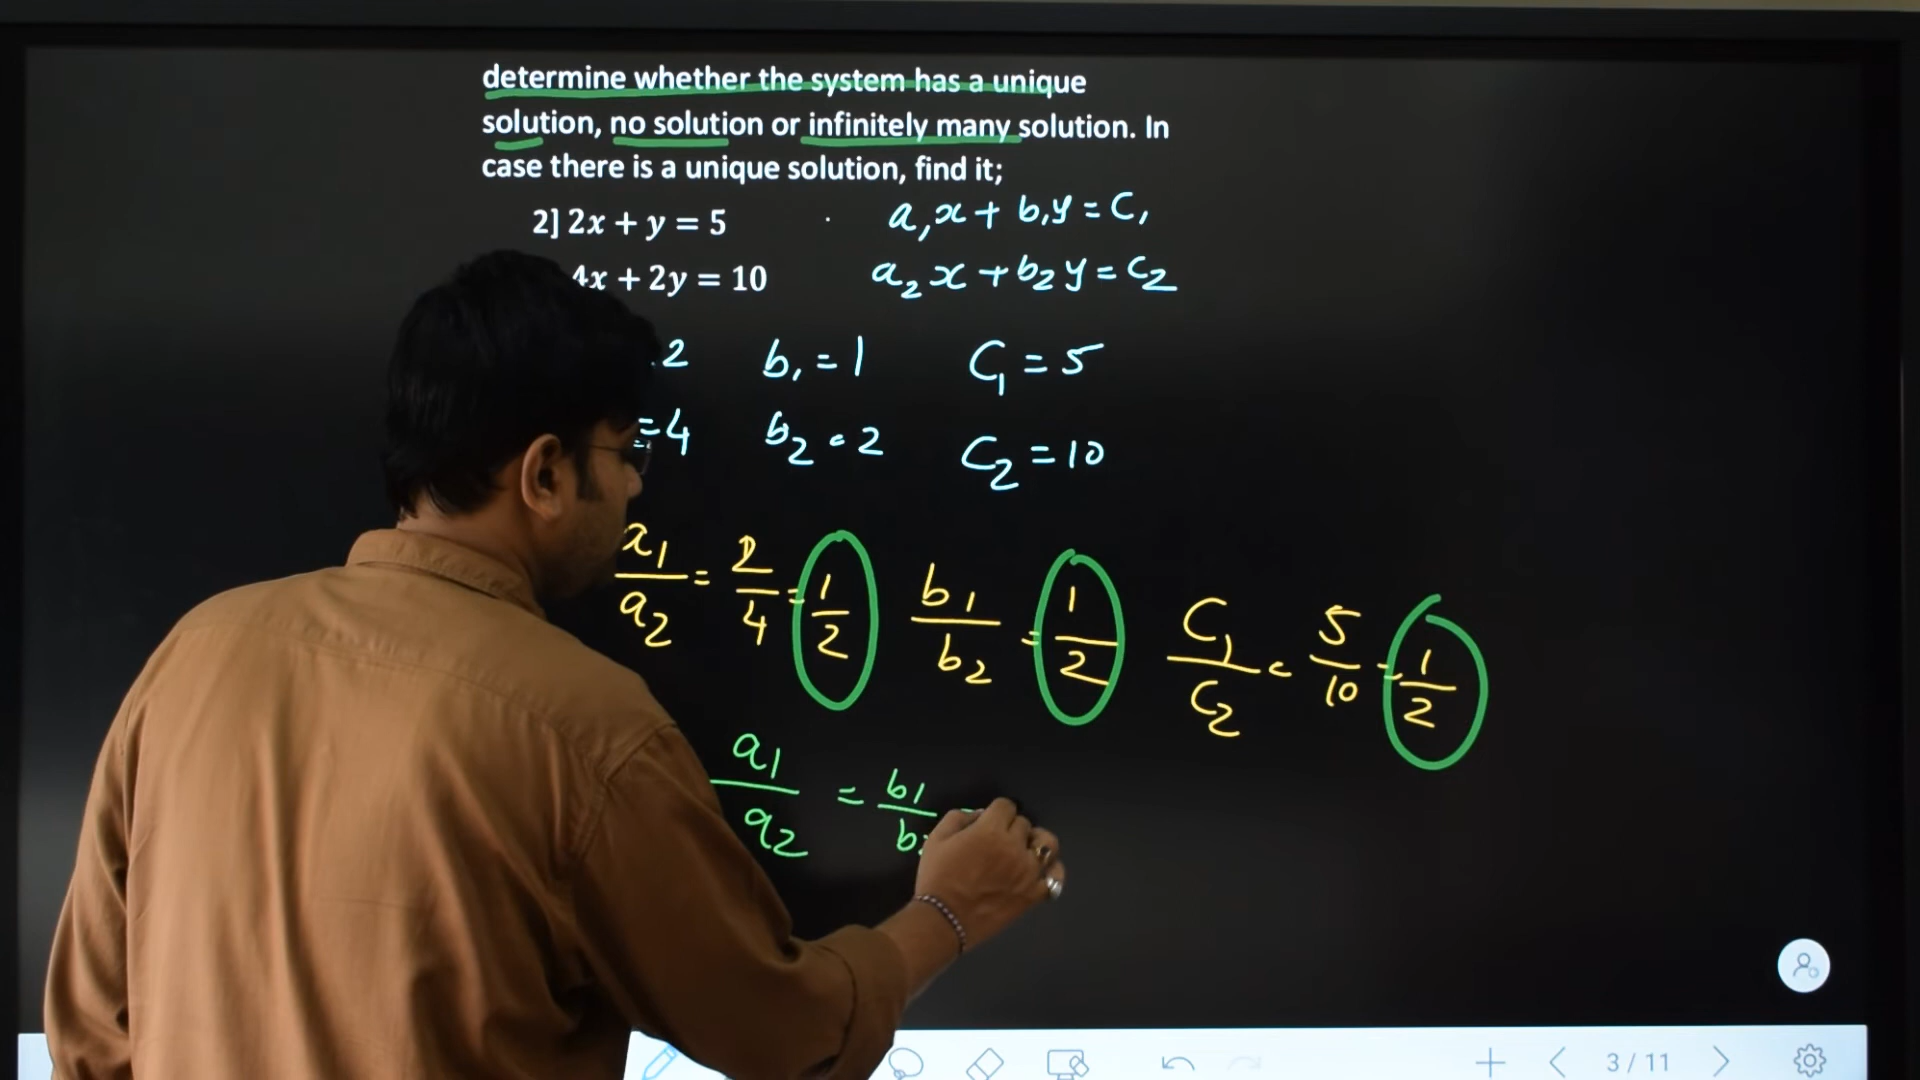 determine whether the system has a unique
solution, no solution or infinitely many solution. In
case there is a unique solution, find it;
2] 2x + y = 5
4x + 2y = 10
a₁x + b₁y = C₁
a₂x + b₂y = C₂
2 b₁ = 1 C₁ = 5
=4 b₂ = 2 C₂ = 10
a₁/a₂ = 2/4 = 1/2 b₁/b₂ = 1/2 C₁/C₂ = 5/10 = 1/2
a₁/a₂ = b₁/b₂ =
3 / 11